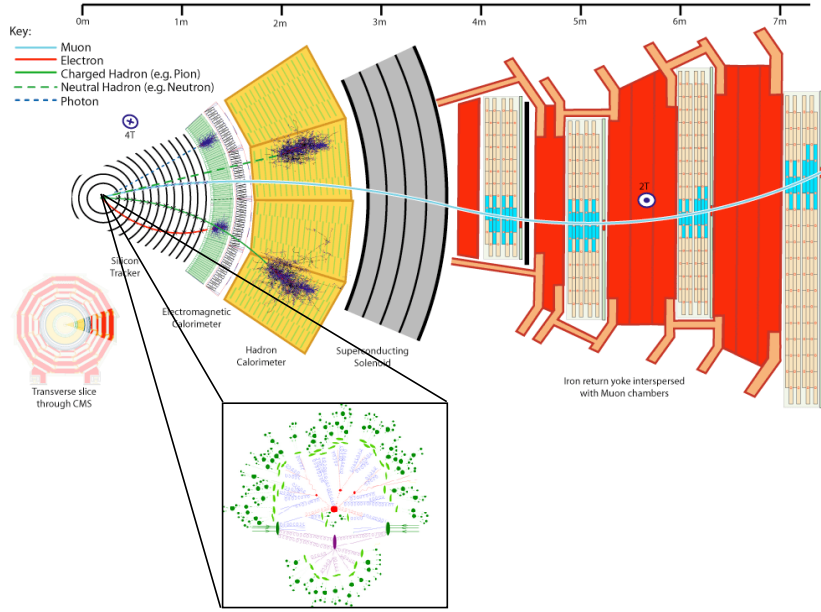 0m 1m 2m 3m 4m 5m 6m 7m
Key:
Muon
Electron
Charged Hadron (e.g. Pion)
Neutral Hadron (e.g. Neutron)
Photon
4T
2T
Silicon
Tracker
Electromagnetic
Calorimeter
Hadron
Calorimeter
Superconducting
Solenoid
Iron return yoke interspersed
with Muon chambers
Transverse slice
through CMS